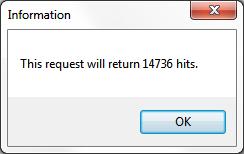 Information
This request will return 14736 hits.
OK